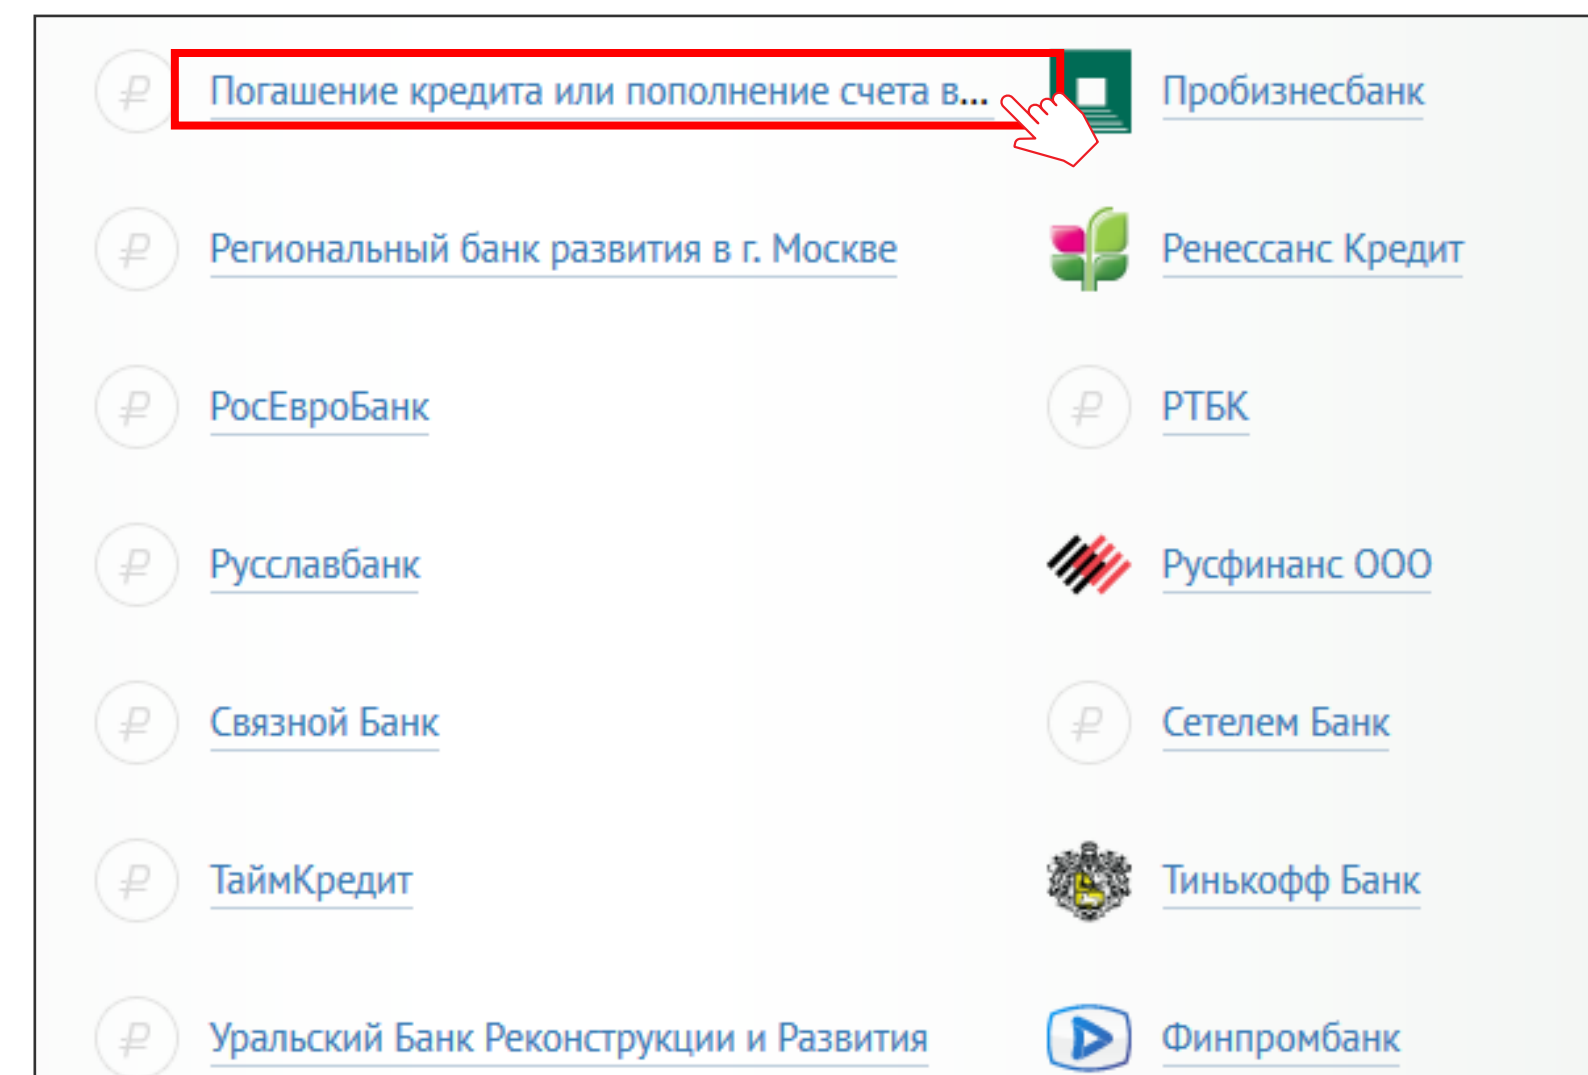 Погашение кредита или пополнение счета в...
Пробизнесбанк
Региональный банк развития в г. Москве
Ренессанс Кредит
РосЕвроБанк
РТБК
Русславбанк
Русфинанс ООО
Связной Банк
Сетелем Банк
ТаймКредит
Тинькофф Банк
Уральский Банк Реконструкции и Развития
Финпромбанк